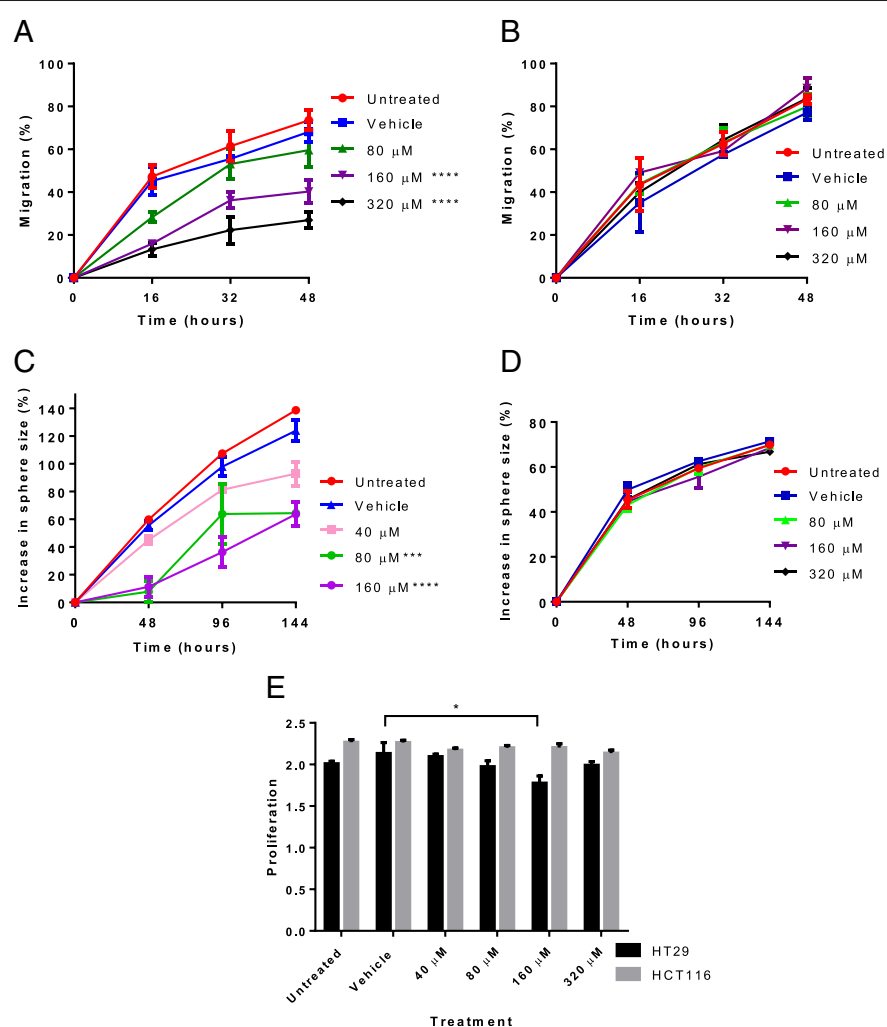 A
100
80
60
40
20
0
Migration (%)
0 16 32 48
Time (hours)
Untreated
Vehicle
80 μM
160 μM ****
320 μM ****
B
100
80
60
40
20
0
Migration (%)
0 16 32 48
Time (hours)
Untreated
Vehicle
80 μM
160 μM
320 μM
C
140
120
100
80
60
40
20
0
Increase in sphere size (%)
0 48 96 144
Time (hours)
Untreated
Vehicle
40 μM
80 μM ***
160 μM ****
D
80
60
40
20
0
Increase in sphere size (%)
0 48 96 144
Time (hours)
Untreated
Vehicle
80 μM
160 μM
320 μM
E
*
2.5
2.0
1.5
1.0
0.5
0.0
Proliferation
Untreated Vehicle 40 μM 80 μM 160 μM 320 μM
Treatment
HT29
HCT116